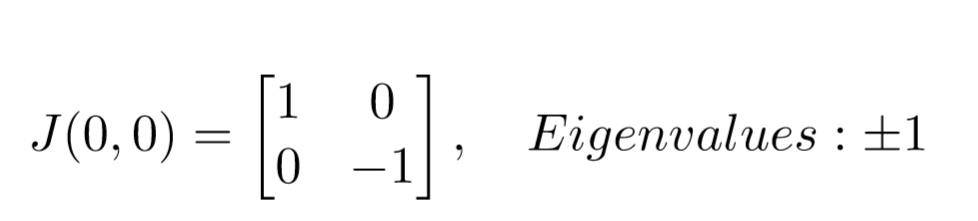 J(0, 0) = [1 0 0 −1], Eigenvalues : ±1